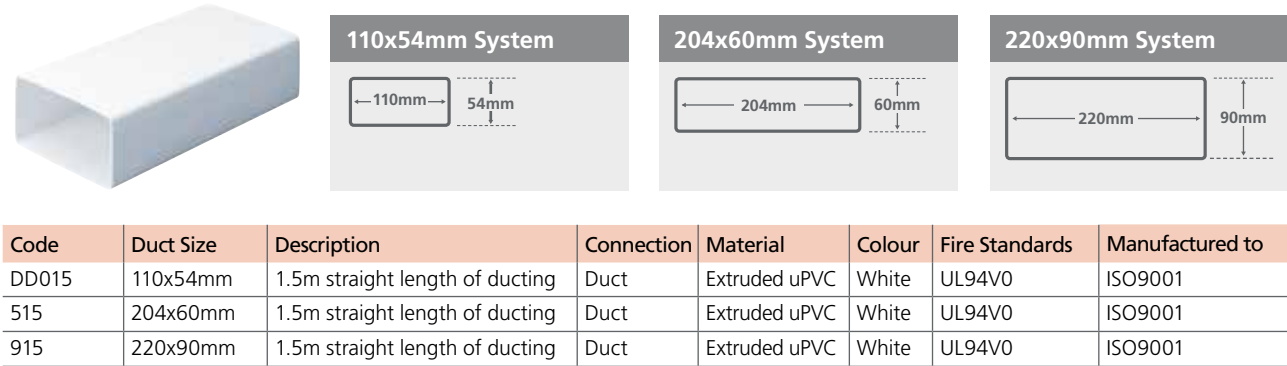 110x54mm System
110mm
54mm
204x60mm System
204mm
60mm
220x90mm System
220mm
90mm
Code Duct Size Description Connection Material Colour Fire Standards Manufactured to
DD015 110x54mm 1.5m straight length of ducting Duct Extruded uPVC White UL94V0 ISO9001
515 204x60mm 1.5m straight length of ducting Duct Extruded uPVC White UL94V0 ISO9001
915 220x90mm 1.5m straight length of ducting Duct Extruded uPVC White UL94V0 ISO9001